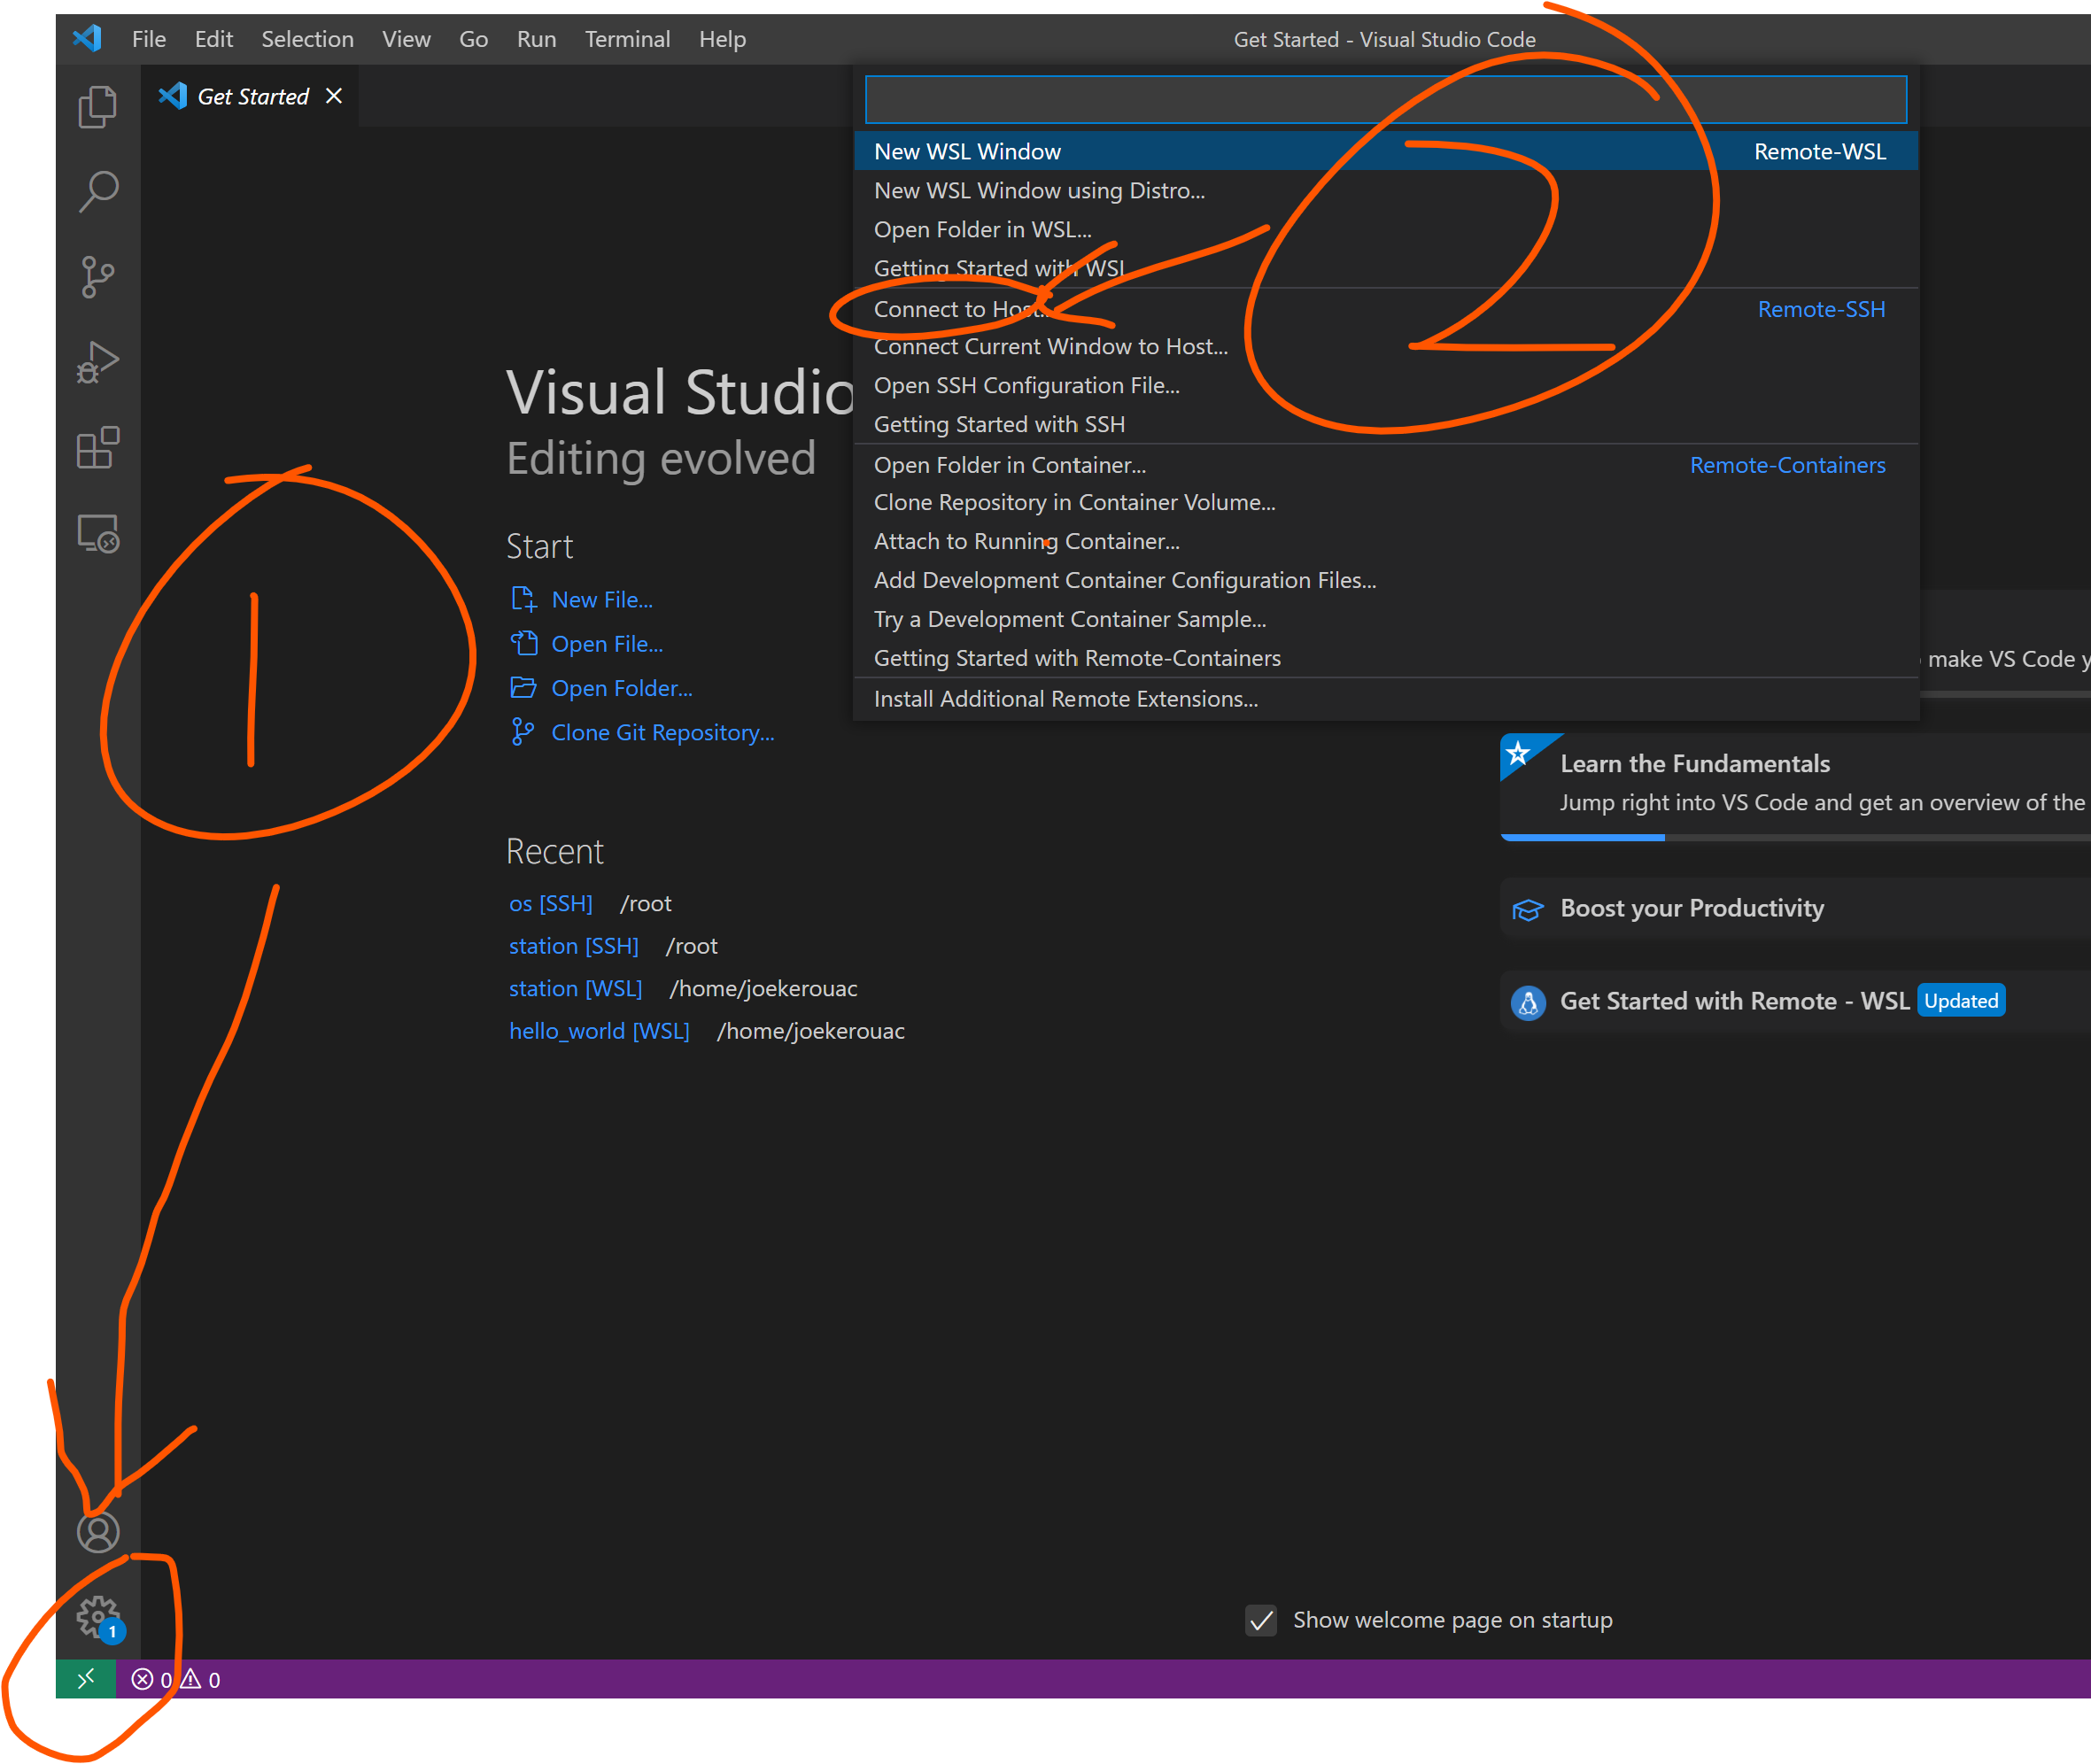 File Edit Selection View Go Run Terminal Help Get Started - Visual Studio Code
Get Started
New WSL Window Remote-WSL
New WSL Window using Distro...
Open Folder in WSL...
Getting Started with WSL
Connect to Host... Remote-SSH
Connect Current Window to Host...
Open SSH Configuration File...
Getting Started with SSH
Open Folder in Container... Remote-Containers
Clone Repository in Container Volume...
Attach to Running Container...
Add Development Container Configuration Files...
Try a Development Container Sample...
Getting Started with Remote-Containers
Install Additional Remote Extensions...
2
1
Visual Studio
Editing evolved
Start
New File...
Open File...
Open Folder...
Clone Git Repository...
Recent
os [SSH] /root
station [SSH] /root
station [WSL] /home/joekerouac
hello_world [WSL] /home/joekerouac
make VS Code
Learn the Fundamentals
Jump right into VS Code and get an overview of the
Boost your Productivity
Get Started with Remote - WSL Updated
Show welcome page on startup
1
0 0